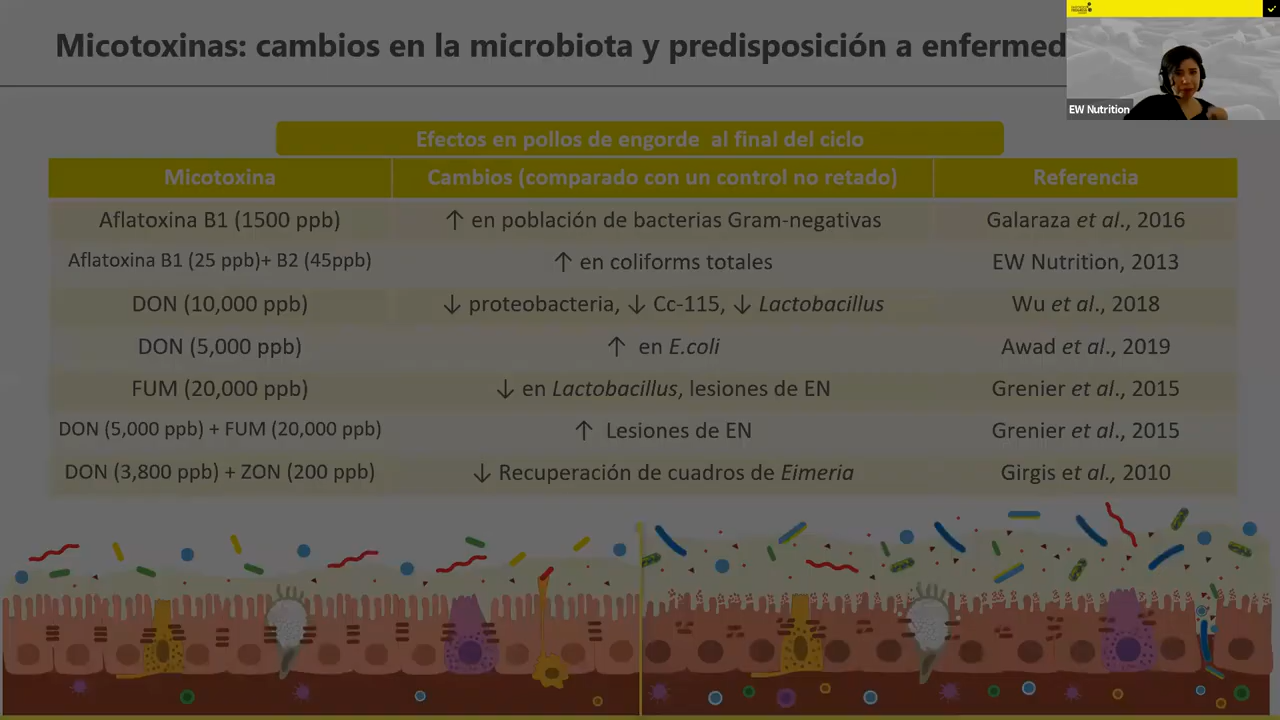 Micotoxinas: cambios en la microbiota y predisposición a enfermed
EW Nutrition
Efectos en pollos de engorde al final del ciclo
Micotoxina Cambios (comparado con un control no retado) Referencia
Aflatoxina B1 (1500 ppb) ↑ en población de bacterias Gram-negativas Galaraza et al., 2016
Aflatoxina B1 (25 ppb)+ B2 (45ppb) ↑ en coliforms totales EW Nutrition, 2013
DON (10,000 ppb) ↓ proteobacteria, ↓ Cc-115, ↓ Lactobacillus Wu et al., 2018
DON (5,000 ppb) ↑ en E.coli Awad et al., 2019
FUM (20,000 ppb) ↓ en Lactobacillus, lesiones de EN Grenier et al., 2015
DON (5,000 ppb) + FUM (20,000 ppb) ↑ Lesiones de EN Grenier et al., 2015
DON (3,800 ppb) + ZON (200 ppb) ↓ Recuperación de cuadros de Eimeria Girgis et al., 2010